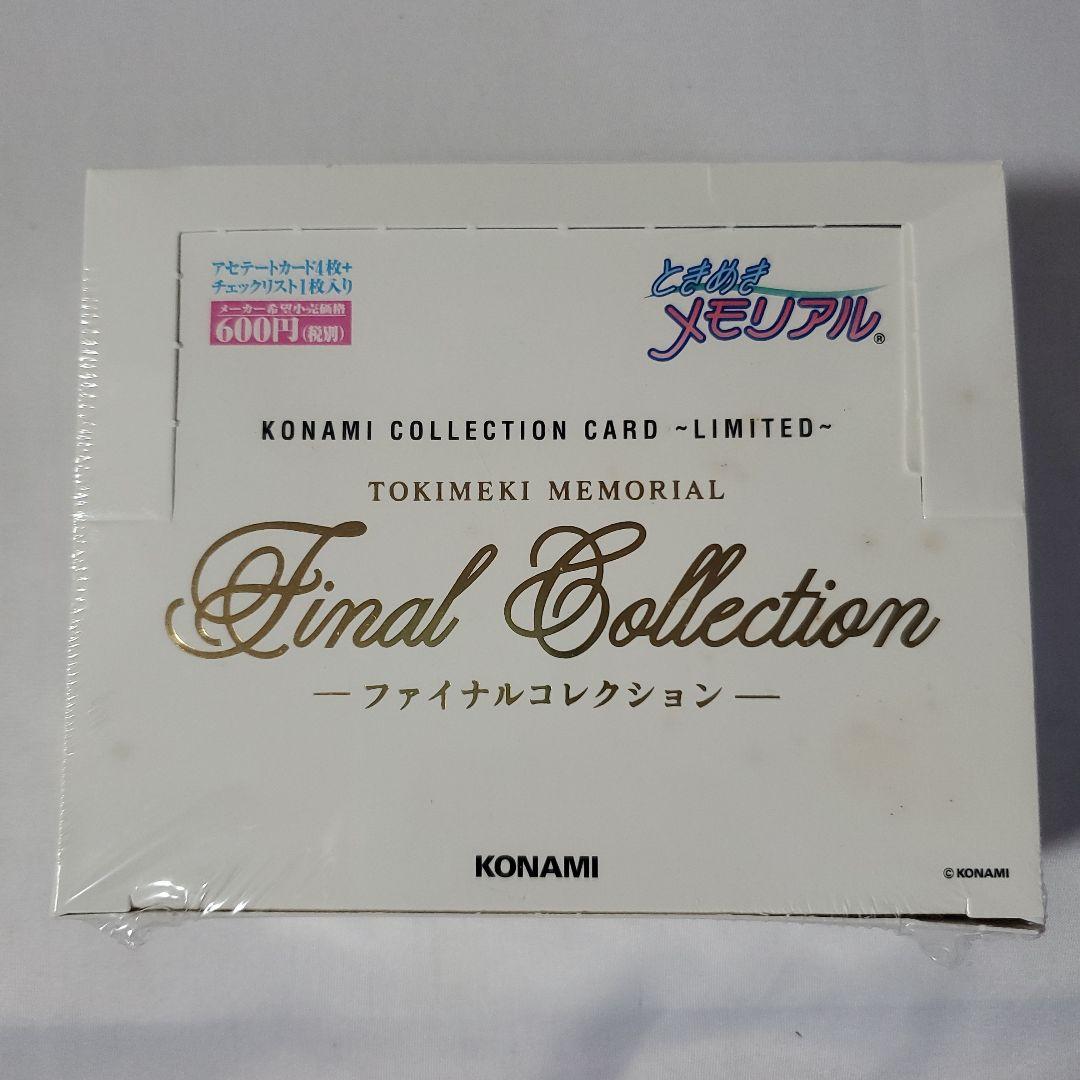 アセテートカード4枚+
チェックリスト1枚入り
メーカー希望小売価格
600円(税別)
ときめき
メモリアル®
KONAMI COLLECTION CARD ~LIMITED~
TOKIMEKI MEMORIAL
Final Collection
―ファイナルコレクション―
KONAMI
©KONAMI